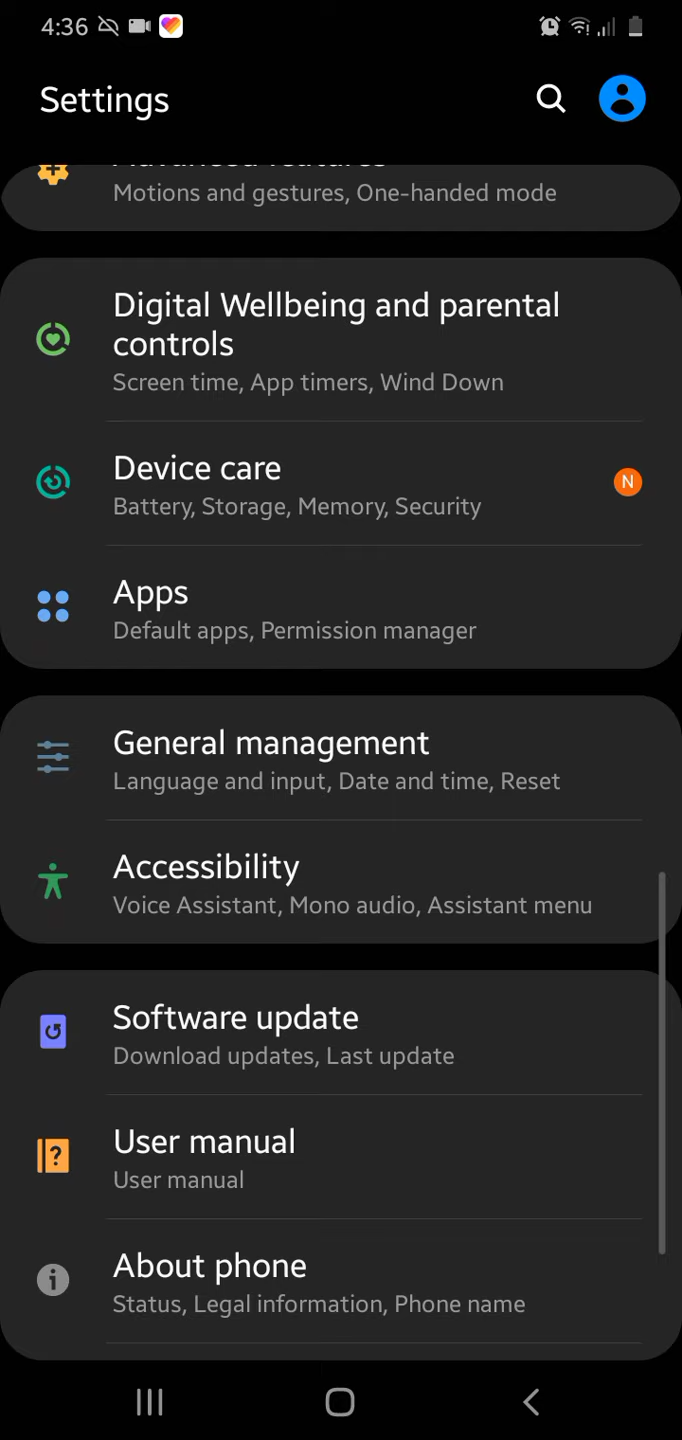 4:36
Settings
Advanced features
Motions and gestures, One-handed mode
Digital Wellbeing and parental
controls
Screen time, App timers, Wind Down
Device care
Battery, Storage, Memory, Security
N
Apps
Default apps, Permission manager
General management
Language and input, Date and time, Reset
Accessibility
Voice Assistant, Mono audio, Assistant menu
Software update
Download updates, Last update
User manual
User manual
About phone
Status, Legal information, Phone name